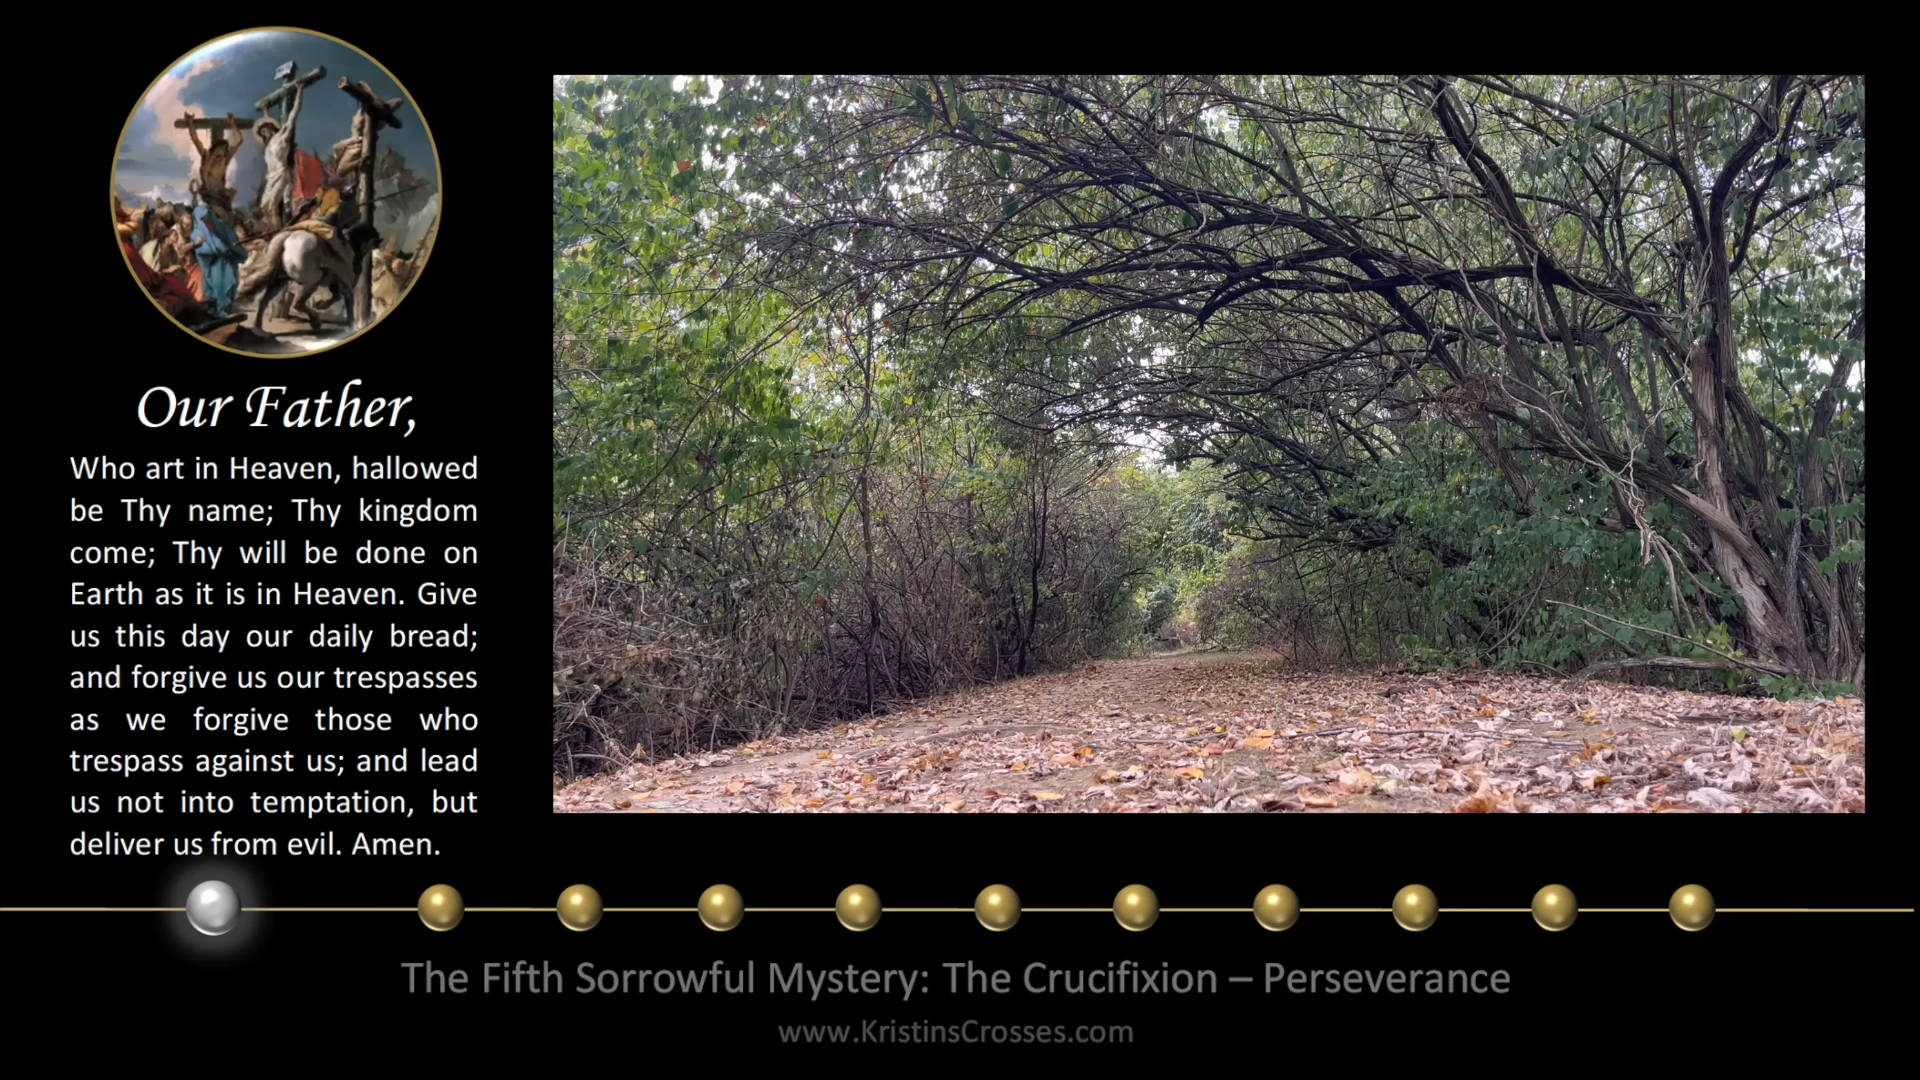 Our Father,
Who art in Heaven, hallowed
be Thy name; Thy kingdom
come; Thy will be done on
Earth as it is in Heaven. Give
us this day our daily bread;
and forgive us our trespasses
as we forgive those who
trespass against us; and lead
us not into temptation, but
deliver us from evil. Amen.
The Fifth Sorrowful Mystery: The Crucifixion – Perseverance
www.KristinsCrosses.com